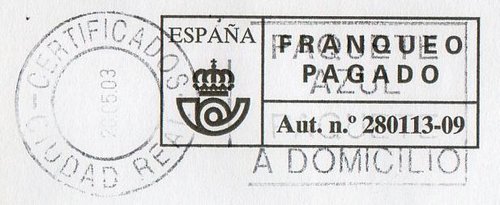 CERTIFICADOS
CIUDAD REAL
ESPAÑA
FRANQUEO
PAGADO
Aut. n.º 280113-09
PAQUETE
AZUL
A DOMICILIO